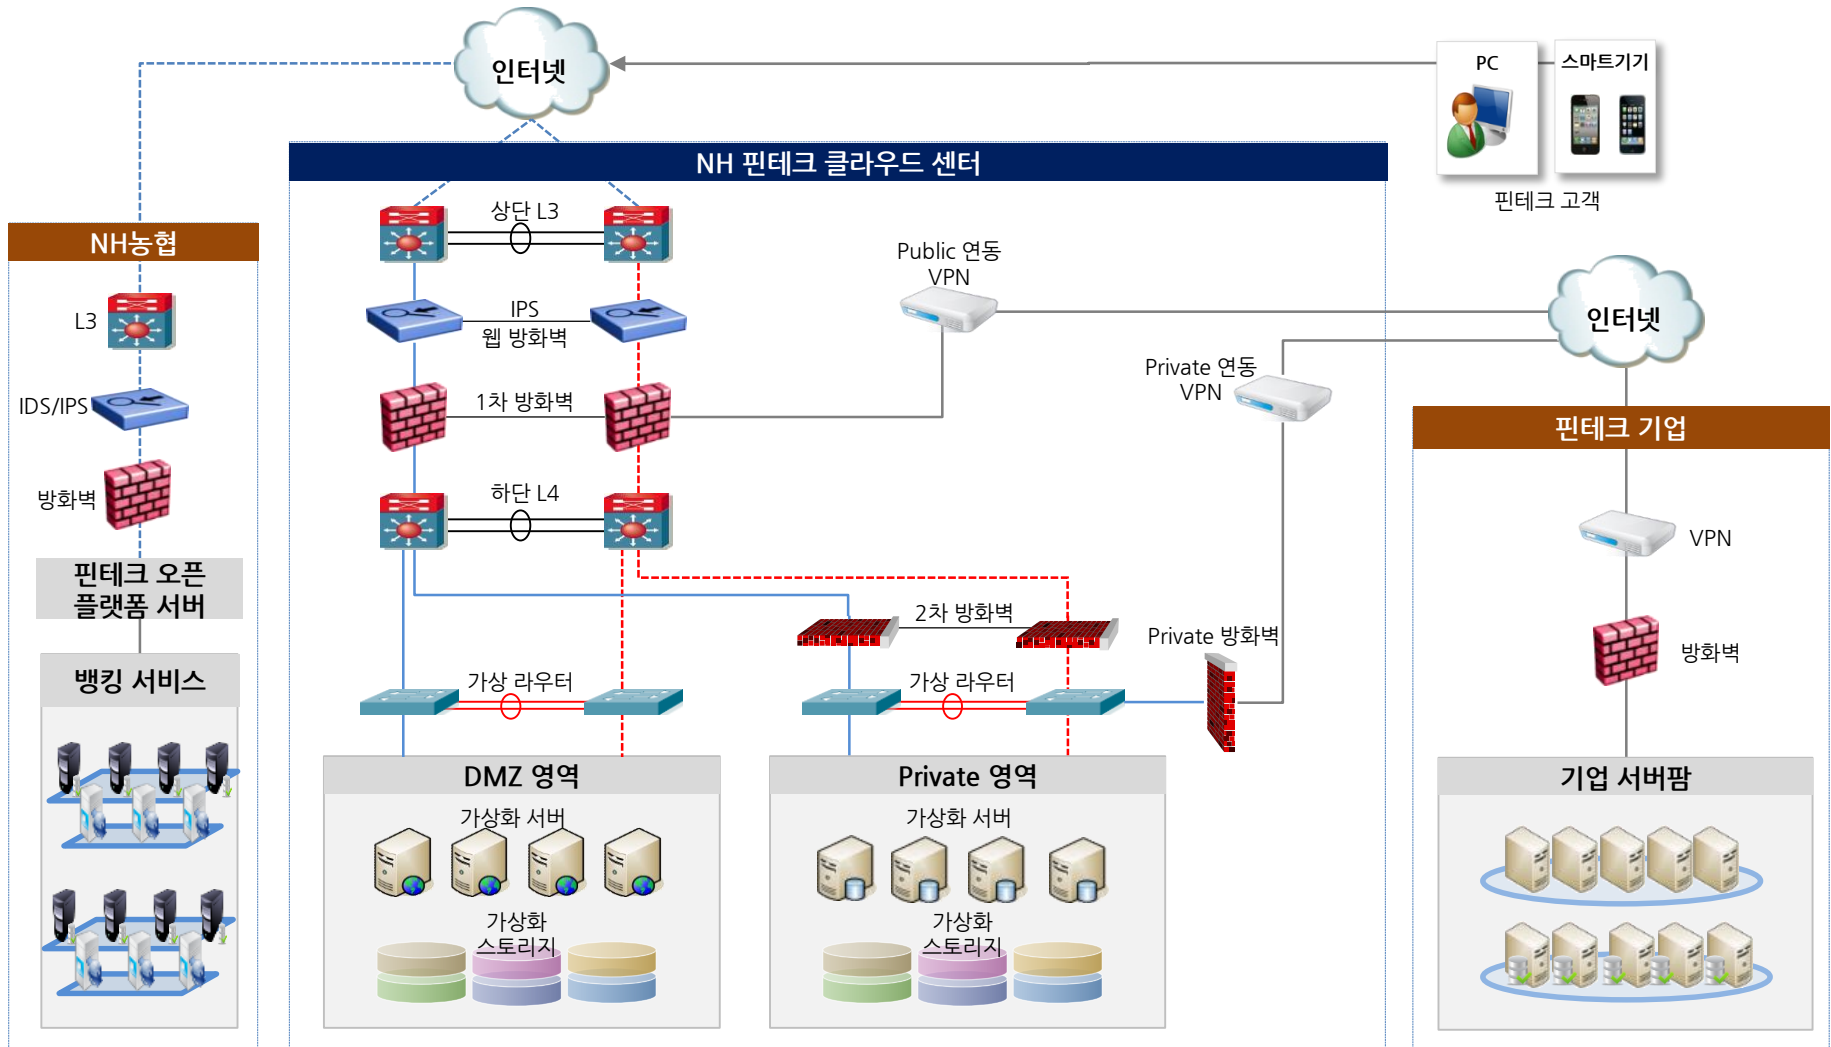 인터넷
PC
스마트기기
핀테크 고객
NH 핀테크 클라우드 센터
NH농협
L3
IDS/IPS
방화벽
핀테크 오픈
플랫폼 서버
뱅킹 서비스
상단 L3
IPS
웹 방화벽
1차 방화벽
하단 L4
Public 연동
VPN
Private 연동
VPN
2차 방화벽
Private 방화벽
가상 라우터
가상 라우터
DMZ 영역
가상화 서버
가상화
스토리지
Private 영역
가상화 서버
가상화
스토리지
인터넷
핀테크 기업
VPN
방화벽
기업 서버팜